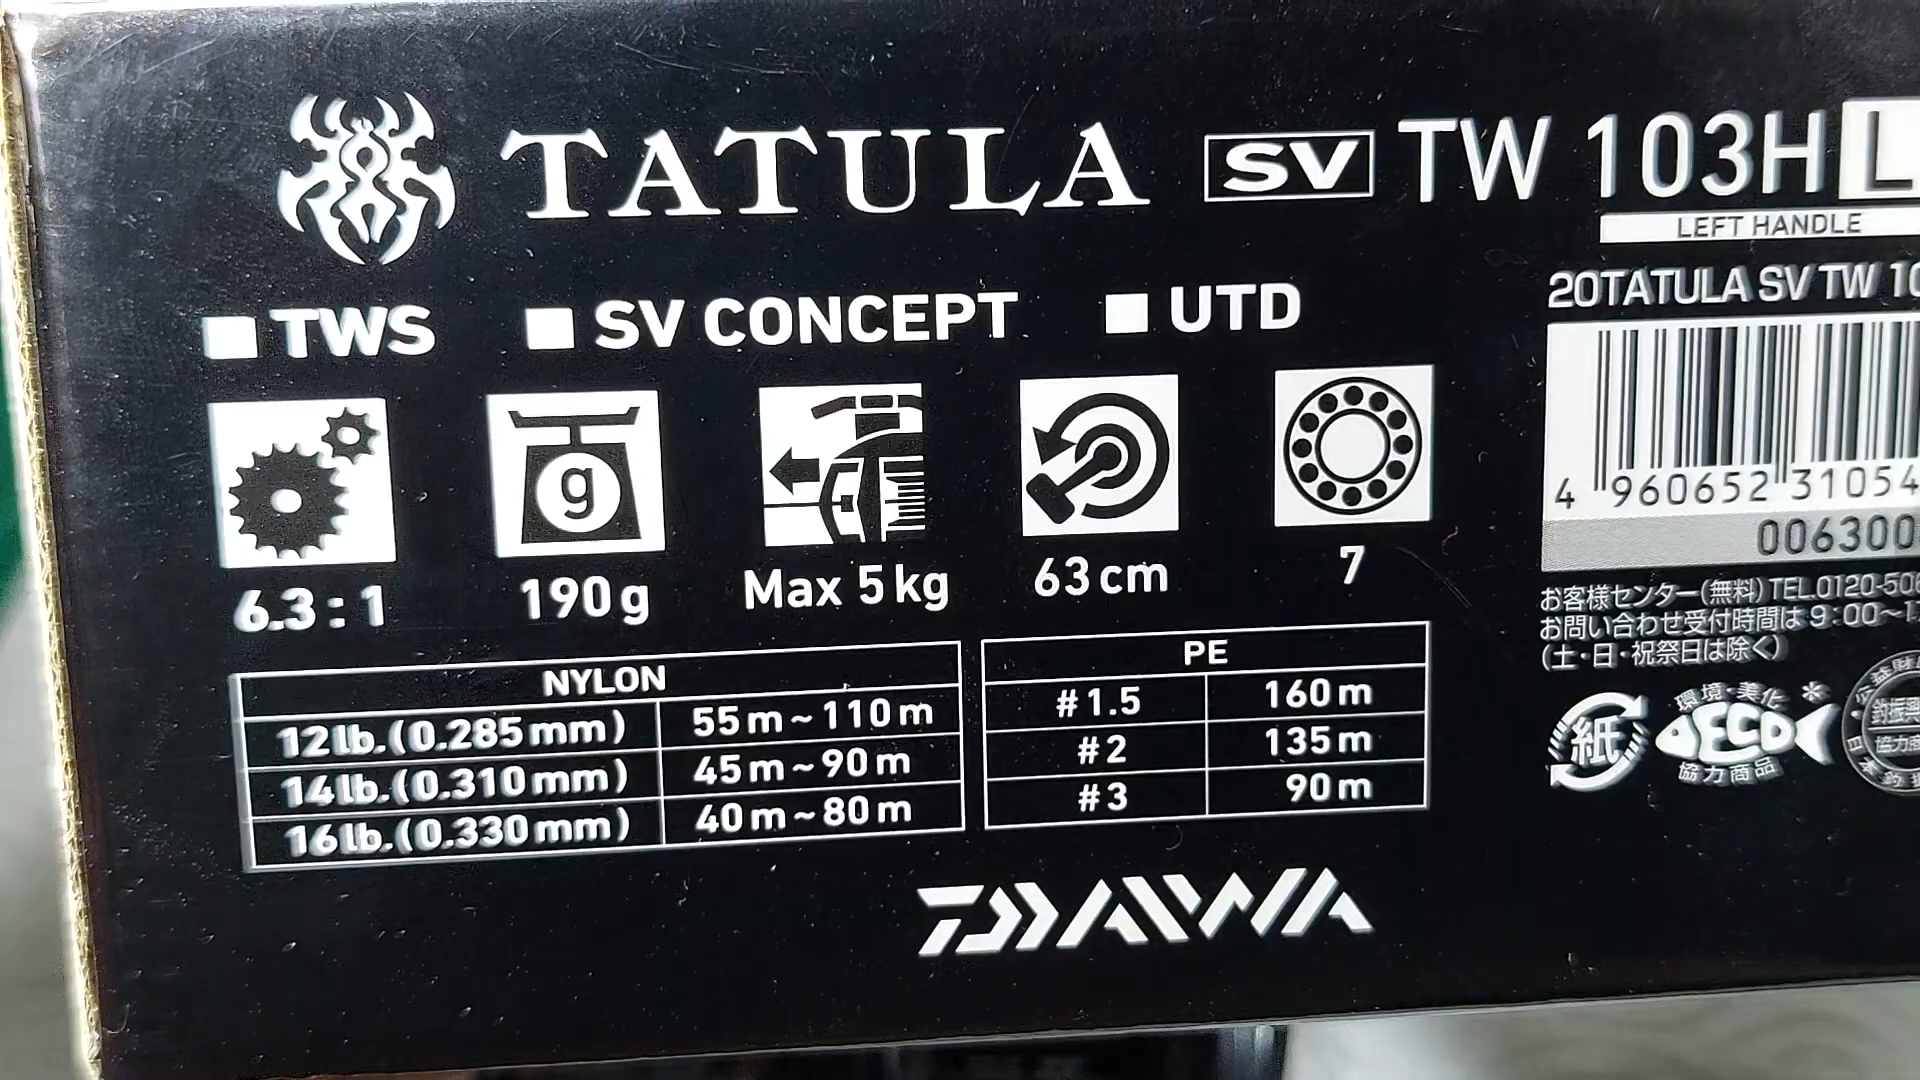 TATULA SV TW 103H L
LEFT HANDLE
TWS SV CONCEPT UTD
20TATULA SV TW 10
g
6.3:1 190g Max 5kg 63cm 7
4 960652 31054
006300
お客様センター(無料)TEL.0120-506
お問い合わせ受付時間は 9:00~1
(土・日・祝祭日は除く)
NYLON
12lb.(0.285mm) 55m~110m
14lb.(0.310mm) 45m~90m
16lb.(0.330mm) 40m~80m
PE
#1.5 160m
#2 135m
#3 90m
紙
環境・美化
ECO
協力商品
DAIWA